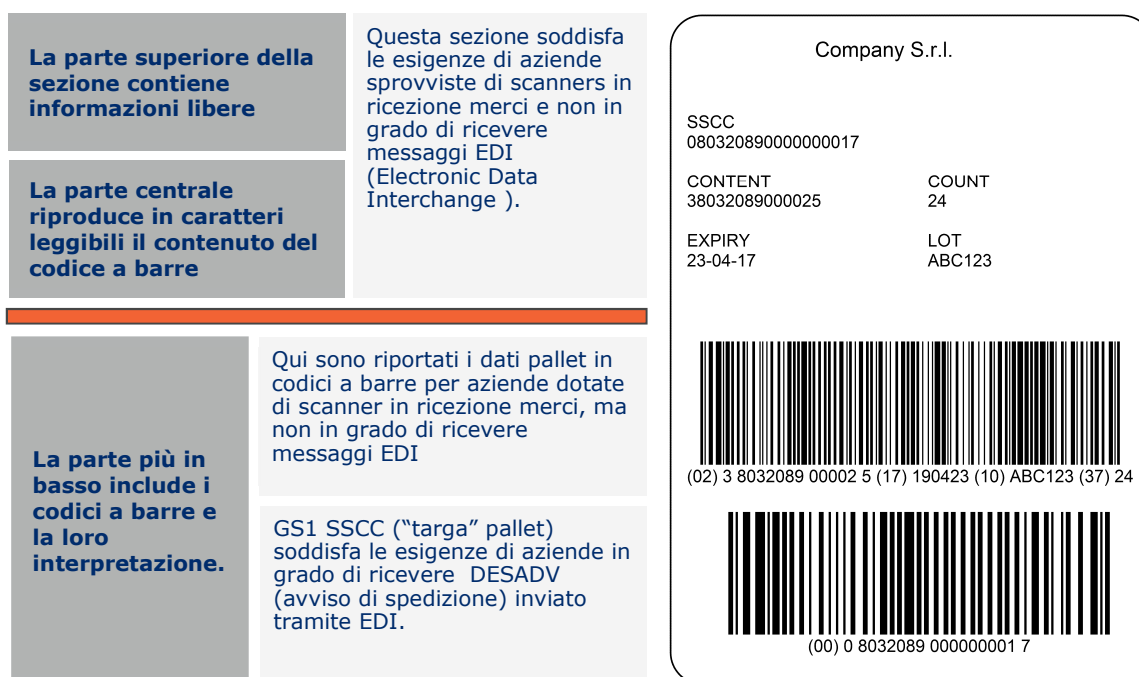 La parte superiore della
sezione contiene
informazioni libere
Questa sezione soddisfa
le esigenze di aziende
sprovviste di scanners in
ricezione merci e non in
grado di ricevere
messaggi EDI
(Electronic Data
Interchange ).
La parte centrale
riproduce in caratteri
leggibili il contenuto del
codice a barre
La parte più in
basso include i
codici a barre e
la loro
interpretazione.
Qui sono riportati i dati pallet in
codici a barre per aziende dotate
di scanner in ricezione merci, ma
non in grado di ricevere
messaggi EDI
GS1 SSCC (“targa” pallet)
soddisfa le esigenze di aziende in
grado di ricevere  DESADV
(avviso di spedizione) inviato
tramite EDI.
Company S.r.l.
SSCC
080320890000000017
CONTENT COUNT
38032089000025 24
EXPIRY LOT
23-04-17 ABC123
(02) 3 8032089 00002 5 (17) 190423 (10) ABC123 (37) 24
(00) 0 8032089 000000001 7